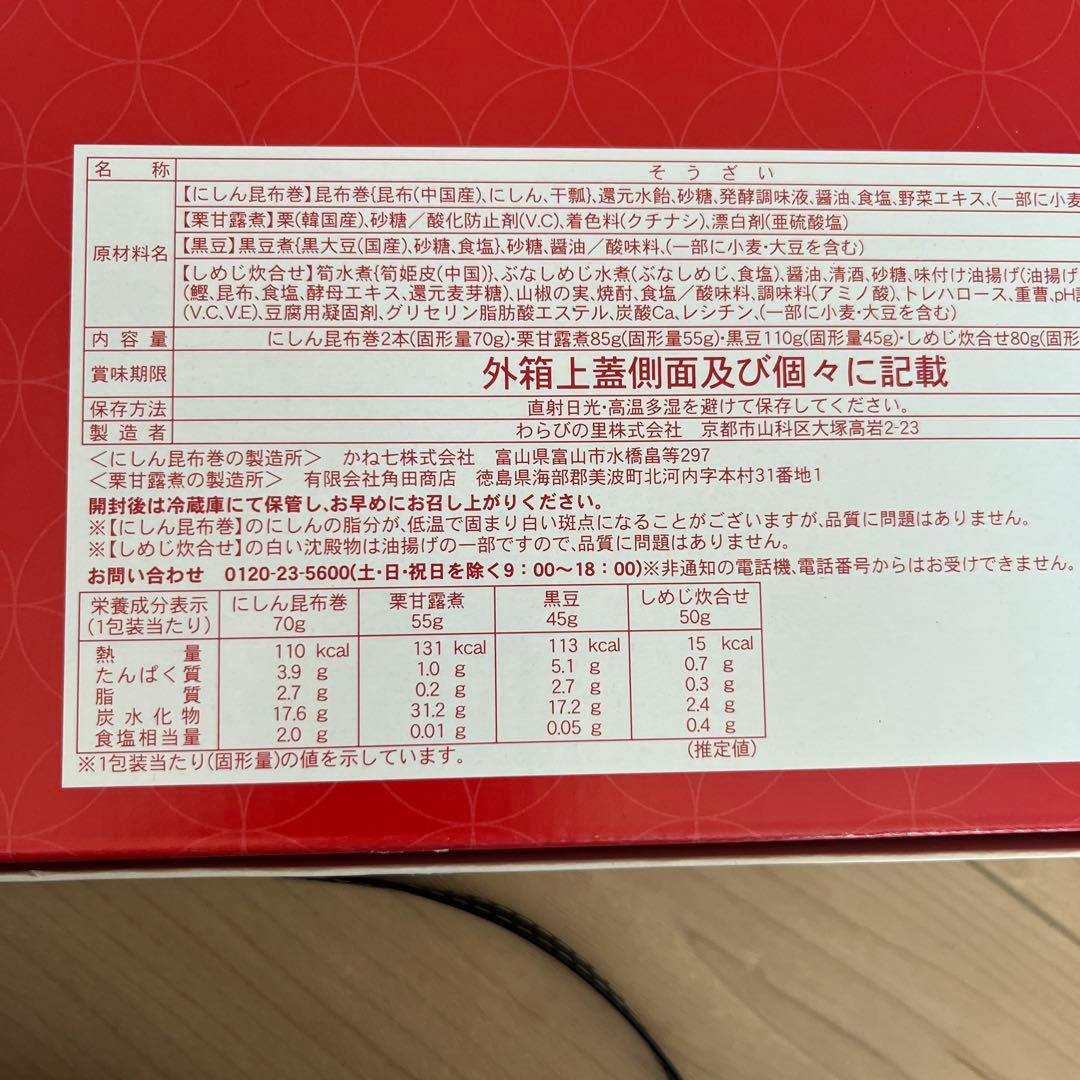 名称 そうざい
原材料名
【にしん昆布巻】昆布巻{昆布(中国産)、にしん、干瓢}、還元水飴、砂糖、発酵調味液、醤油、食塩、野菜エキス、(一部に小麦
【栗甘露煮】栗(韓国産)、砂糖／酸化防止剤(V.C)、着色料(クチナシ)、漂白剤(亜硫酸塩)
【黒豆】黒豆煮{黒大豆(国産)、砂糖、食塩}、砂糖、醤油／酸味料、(一部に小麦・大豆を含む)
【しめじ炊合せ】筍水煮{筍姫皮(中国)}、ぶなしめじ水煮(ぶなしめじ、食塩)、醤油、清酒、砂糖、味付け油揚げ(油揚げ
(鰹、昆布、食塩、酵母エキス、還元麦芽糖)、山椒の実、焼酎、食塩／酸味料、調味料(アミノ酸)、トレハロース、重曹、pH
(V.C、V.E)、豆腐用凝固剤、グリセリン脂肪酸エステル、炭酸Ca、レシチン、(一部に小麦・大豆を含む)
内容量 にしん昆布巻2本(固形量70g)・栗甘露煮85g(固形量55g)・黒豆110g(固形量45g)・しめじ炊合せ80g(固形
賞味期限 外箱上蓋側面及び個々に記載
保存方法 直射日光・高温多湿を避けて保存してください。
製造者 わらびの里株式会社 京都市山科区大塚高岩2-23
＜にしん昆布巻の製造所＞ かね七株式会社 富山県富山市水橋畠等297
＜栗甘露煮の製造所＞ 有限会社角田商店 徳島県海部郡美波町北河内字本村31番地1
開封後は冷蔵庫にて保管し、お早めにお召し上がりください。
※【にしん昆布巻】のにしんの脂分が、低温で固まり白い斑点になることがございますが、品質に問題はありません。
※【しめじ炊合せ】の白い沈殿物は油揚げの一部ですので、品質に問題はありません。
お問い合わせ 0120-23-5600(土・日・祝日を除く9：00〜18：00)※非通知の電話機、電話番号からはお受けできません。
栄養成分表示 にしん昆布巻 栗甘露煮 黒豆 しめじ炊合せ
(1包装当たり) 70g 55g 45g 50g
熱量 110 kcal 131 kcal 113 kcal 15 kcal
たんぱく質 3.9 g 1.0 g 5.1 g 0.7 g
脂質 2.7 g 0.2 g 2.7 g 0.3 g
炭水化物 17.6 g 31.2 g 17.2 g 2.4 g
食塩相当量 2.0 g 0.01 g 0.05 g 0.4 g
※1包装当たり(固形量)の値を示しています。 (推定値)